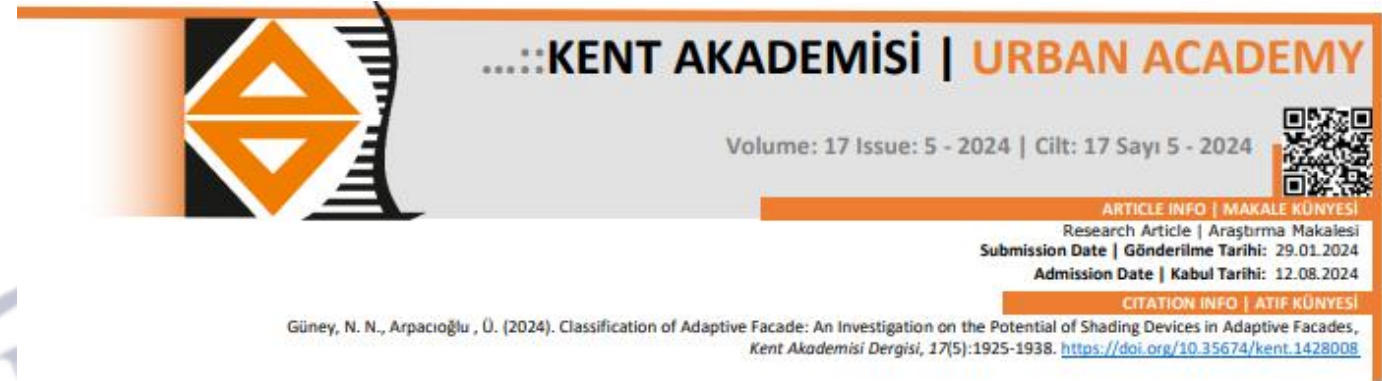 ...::KENT AKADEMİSİ | URBAN ACADEMY
Volume: 17 Issue: 5 - 2024 | Cilt: 17 Sayı 5 - 2024
ARTICLE INFO | MAKALE KÜNYESİ
Research Article | Araştırma Makalesi
Submission Date | Gönderilme Tarihi: 29.01.2024
Admission Date | Kabul Tarihi: 12.08.2024
CITATION INFO | ATIF KÜNYESİ
Güney, N. N., Arpacıoğlu , Ü. (2024). Classification of Adaptive Facade: An Investigation on the Potential of Shading Devices in Adaptive Facades,
Kent Akademisi Dergisi, 17(5):1925-1938. https://doi.org/10.35674/kent.1428008